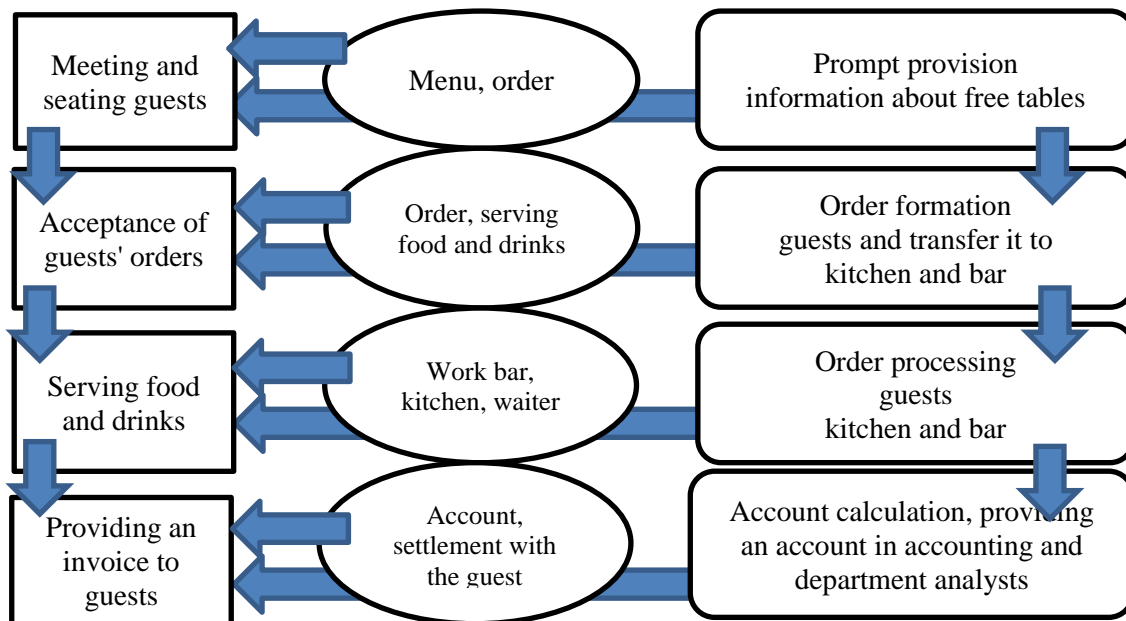 Meeting and
seating guests
Menu, order
Prompt provision
information about free tables
Acceptance of
guests' orders
Order, serving
food and drinks
Order formation
guests and transfer it to
kitchen and bar
Serving food
and drinks
Work bar,
kitchen, waiter
Order processing
guests
kitchen and bar
Providing an
invoice to
guests
Account,
settlement with
the guest
Account calculation, providing
an account in accounting and
department analysts